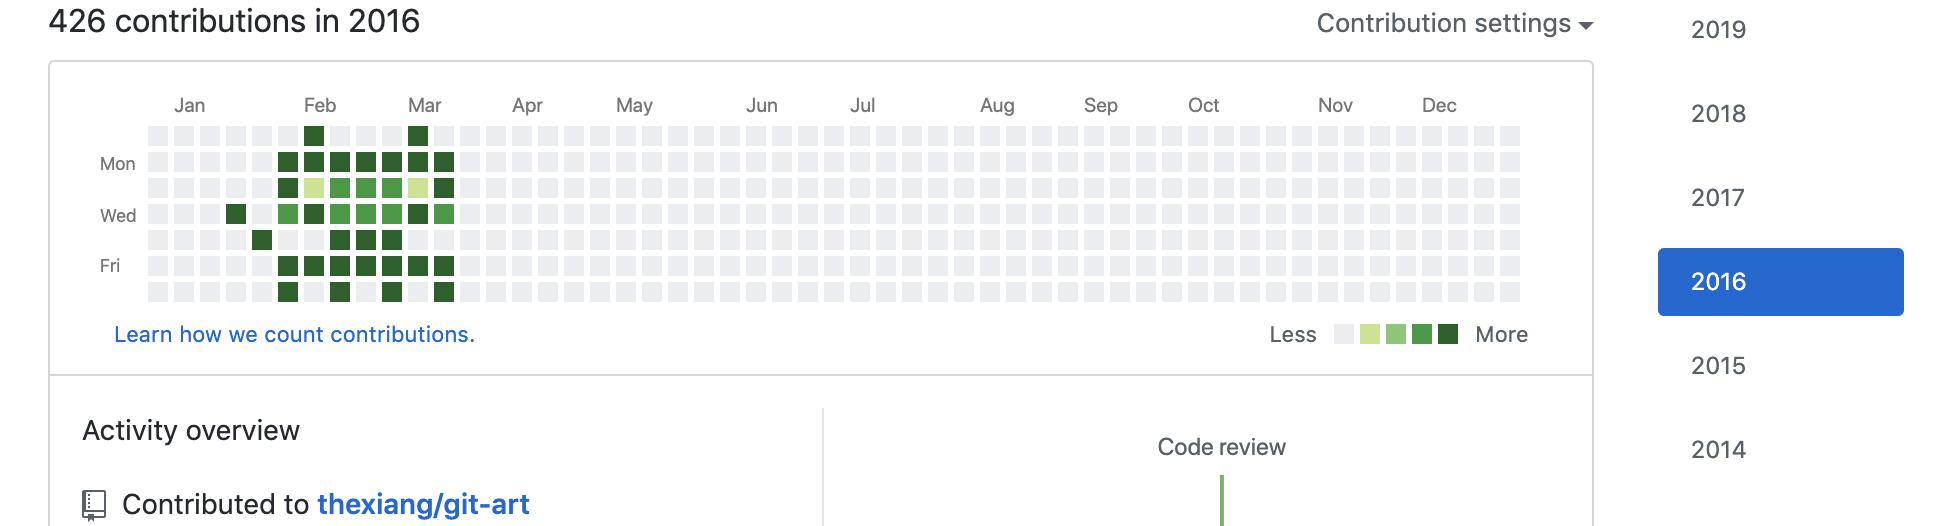 426 contributions in 2016
Contribution settings
2019
Jan Feb Mar Apr May Jun Jul Aug Sep Oct Nov Dec
2018
Mon
2017
Wed
Fri
2016
Learn how we count contributions.
Less More
2015
Activity overview
Code review
2014
Contributed to thexiang/git-art